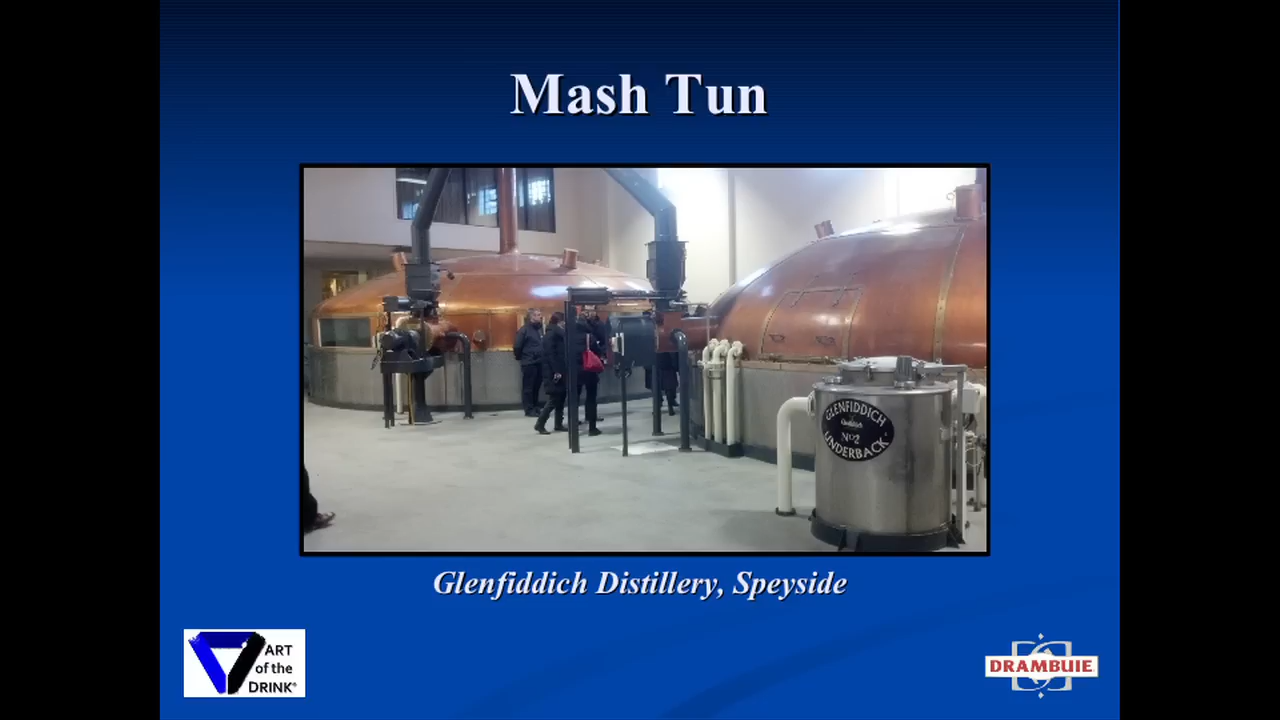 Mash Tun
GLENFIDDICH
No2
UNDERBACK
Glenfiddich Distillery, Speyside
ART
of the
DRINK®
DRAMBUIE